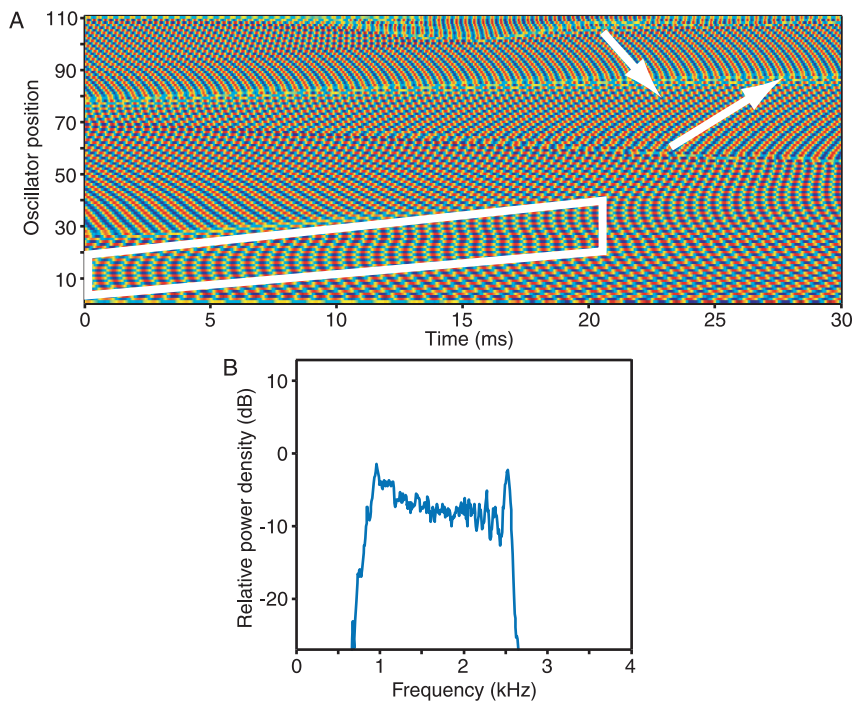 A
110
90
70
50
30
10
Oscillator position
0 5 10 15 20 25 30
Time (ms)
B
10
0
-10
-20
Relative power density (dB)
0 1 2 3 4
Frequency (kHz)